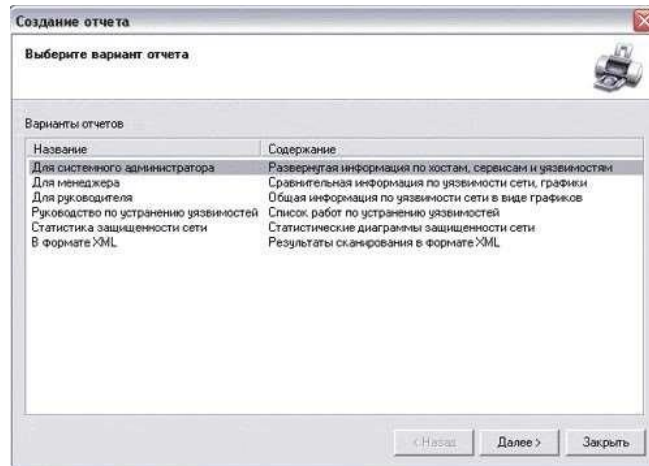 Создание отчета
Выберите вариант отчета
Варианты отчетов
Название Содержание
Для системного администратора Развернутая информация по хостам, сервисам и уязвимостям
Для менеджера Сравнительная информация по уязвимости сети, графики
Для руководителя Общая информация по уязвимости сети в виде графиков
Руководство по устранению уязвимостей Список работ по устранению уязвимостей
Статистика защищенности сети Статистические диаграммы защищенности сети
В формате XML Результаты сканирования в формате XML
< Назад Далее > Закрыть